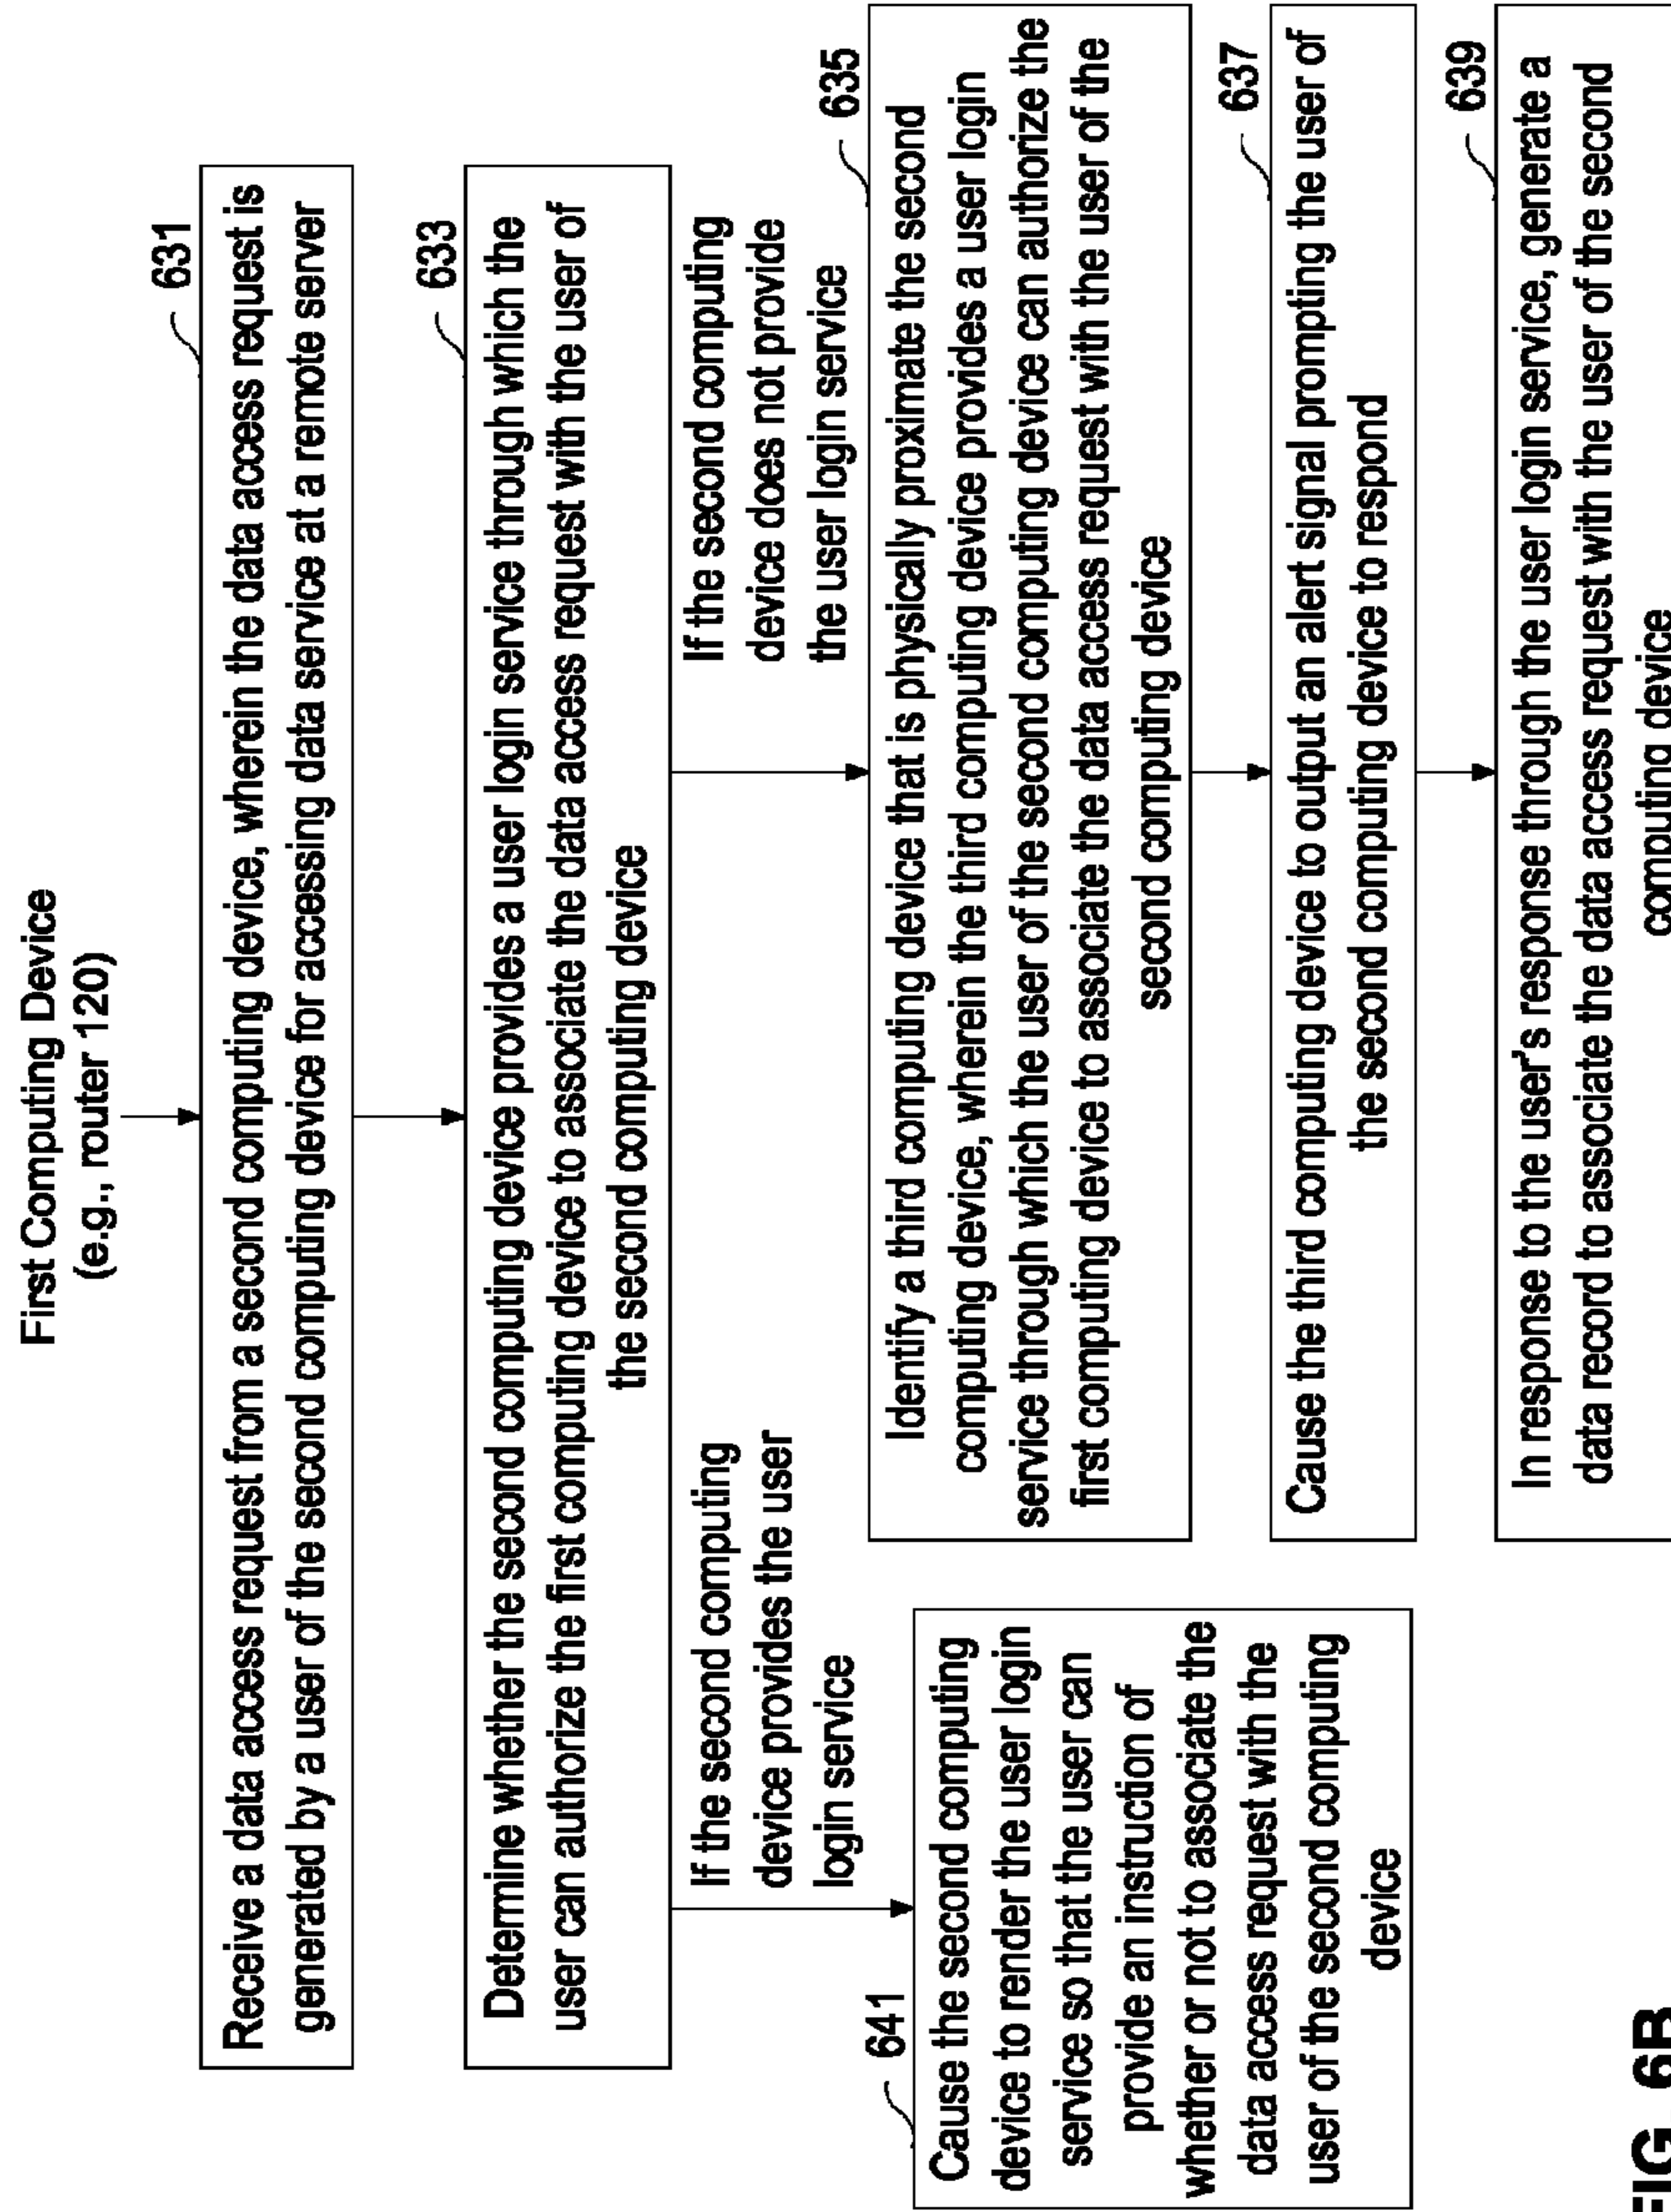 First Computing Device
(e.g., router 120)
631
Receive a data access request from a second computing device, wherein the data access request is
generated by a user of the second computing device for accessing data service at a remote server
633
Determine whether the second computing device provides a user login service through which the
user can authorize the first computing device to associate the data access request with the user of
the second computing device
If the second computing
device provides the user
login service
If the second computing
device does not provide
the user login service
641
Cause the second computing
device to render the user login
service so that the user can
provide an instruction of
whether or not to associate the
data access request with the
user of the second computing
device
635
Identify a third computing device that is physically proximate the second
computing device, wherein the third computing device provides a user login
service through which the user of the second computing device can authorize the
first computing device to associate the data access request with the user of the
second computing device
637
Cause the third computing device to output an alert signal prompting the user of
the second computing device to respond
639
In response to the user's response through the user login service, generate a
data record to associate the data access request with the user of the second
computing device
FIG. 6B